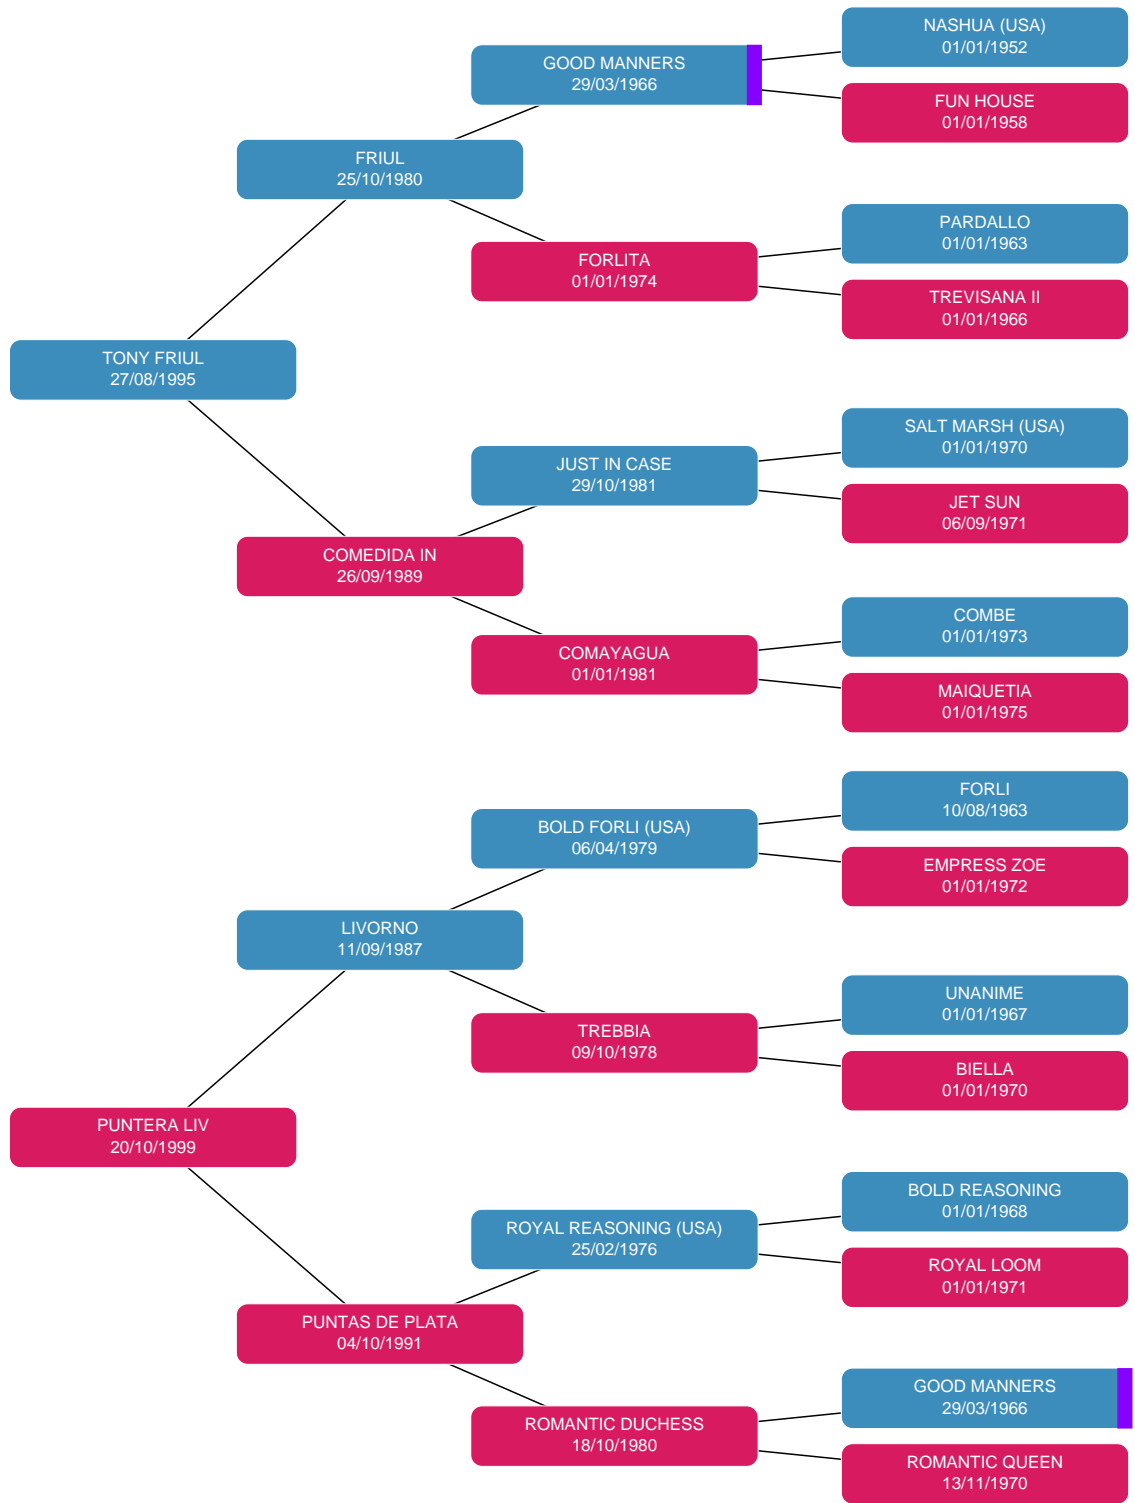 NASHUA (USA)
01/01/1952
GOOD MANNERS
29/03/1966
FUN HOUSE
01/01/1958
FRIUL
25/10/1980
PARDALLO
01/01/1963
FORLITA
01/01/1974
TREVISANA II
01/01/1966
TONY FRIUL
27/08/1995
SALT MARSH (USA)
01/01/1970
JUST IN CASE
29/10/1981
JET SUN
06/09/1971
COMEDIDA IN
26/09/1989
COMBE
01/01/1973
COMAYAGUA
01/01/1981
MAIQUETIA
01/01/1975
FORLI
10/08/1963
BOLD FORLI (USA)
06/04/1979
EMPRESS ZOE
01/01/1972
LIVORNO
11/09/1987
UNANIME
01/01/1967
TREBBIA
09/10/1978
BIELLA
01/01/1970
PUNTERA LIV
20/10/1999
BOLD REASONING
01/01/1968
ROYAL REASONING (USA)
25/02/1976
ROYAL LOOM
01/01/1971
PUNTAS DE PLATA
04/10/1991
GOOD MANNERS
29/03/1966
ROMANTIC DUCHESS
18/10/1980
ROMANTIC QUEEN
13/11/1970